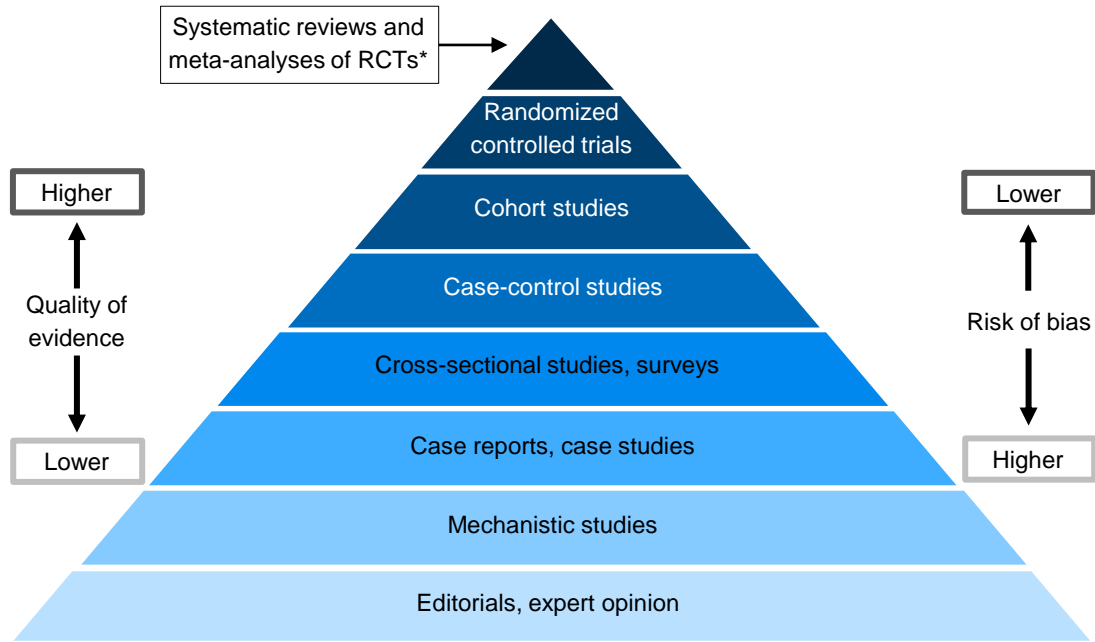 Systematic reviews and
meta-analyses of RCTs*
Randomized
controlled trials
Higher
Lower
Cohort studies
Case-control studies
Quality of
evidence
Risk of bias
Cross-sectional studies, surveys
Case reports, case studies
Lower
Higher
Mechanistic studies
Editorials, expert opinion